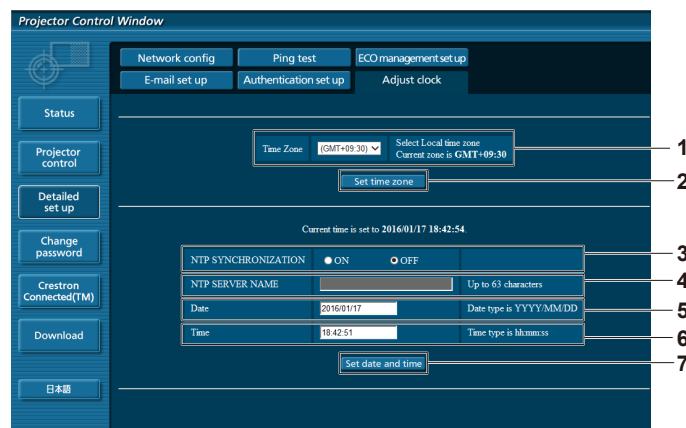 Projector Control Window
Network config
Ping test
ECO management set up
E-mail set up
Authentication set up
Adjust clock
Status
Projector
control
Detailed
set up
Change
password
Crestron
Connected(TM)
Download
日本語
Time Zone
(GMT+09:30)
Select Local time zone
Current zone is GMT+09:30
1
Set time zone
2
Current time is set to 2016/01/17 18:42:54.
NTP SYNCHRONIZATION
ON
OFF
3
NTP SERVER NAME
Up to 63 characters
4
Date
2016/01/17
Date type is YYYY/MM/DD
5
Time
18:42:51
Time type is hh:mm:ss
6
Set date and time
7